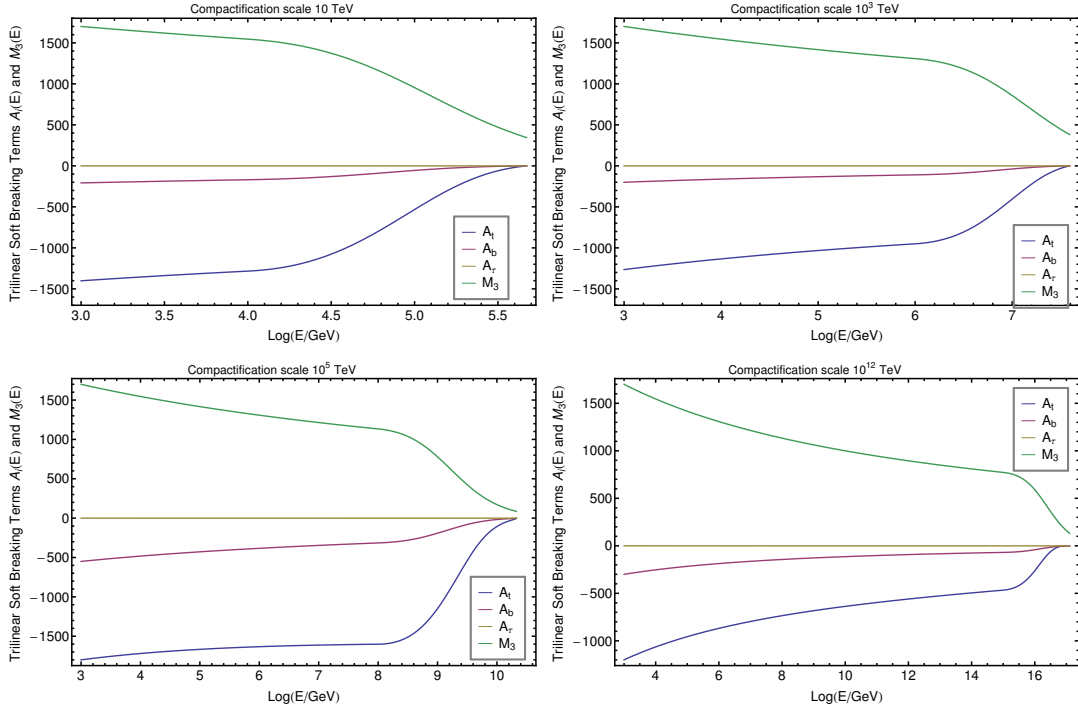 Compactification scale 10 TeV
Trilinear Soft Breaking Terms A_i(E) and M_3(E)
1500
1000
500
0
−500
−1000
−1500
A_t
A_b
A_τ
M_3
3.0 3.5 4.0 4.5 5.0 5.5
Log(E/GeV)
Compactification scale 10^3 TeV
Trilinear Soft Breaking Terms A_i(E) and M_3(E)
1500
1000
500
0
−500
−1000
−1500
A_t
A_b
A_τ
M_3
3 4 5 6 7
Log(E/GeV)
Compactification scale 10^5 TeV
Trilinear Soft Breaking Terms A_i(E) and M_3(E)
1500
1000
500
0
−500
−1000
−1500
A_t
A_b
A_τ
M_3
3 4 5 6 7 8 9 10
Log(E/GeV)
Compactification scale 10^12 TeV
Trilinear Soft Breaking Terms A_i(E) and M_3(E)
1500
1000
500
0
−500
−1000
A_t
A_b
A_τ
M_3
4 6 8 10 12 14 16
Log(E/GeV)